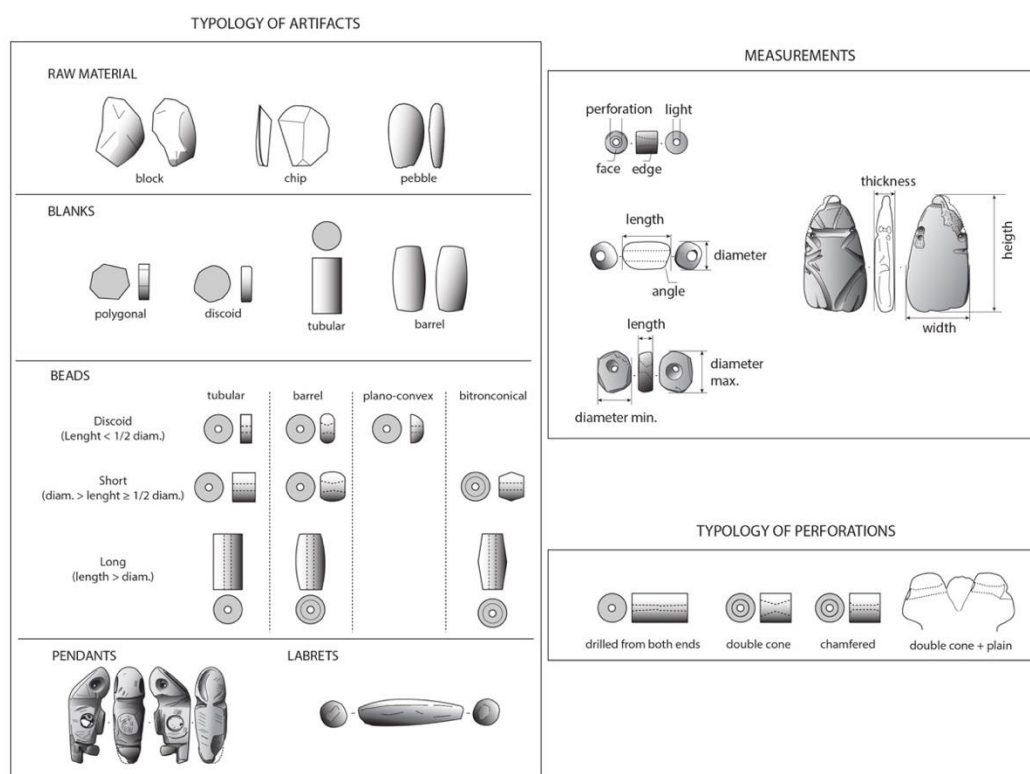 TYPOLOGY OF ARTIFACTS
RAW MATERIAL
block
chip
pebble
BLANKS
polygonal
discoid
tubular
barrel
BEADS
tubular
barrel
plano-convex
bitronconical
Discoid
(Lenght < 1/2 diam.)
Short
(diam. > lenght ≥ 1/2 diam.)
Long
(length > diam.)
PENDANTS
LABRETS
MEASUREMENTS
perforation
light
face
edge
length
diameter
angle
length
diameter
max.
diameter min.
thickness
heigth
width
TYPOLOGY OF PERFORATIONS
drilled from both ends
double cone
chamfered
double cone + plain